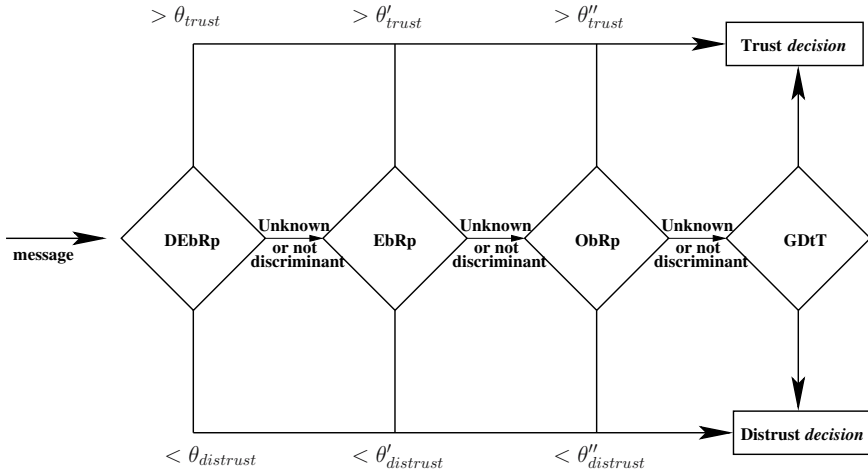 > θ_trust
> θ′_trust
> θ″_trust
Trust decision
message
DEbRp
Unknown
or not
discriminant
EbRp
Unknown
or not
discriminant
ObRp
Unknown
or not
discriminant
GDtT
< θ_distrust
< θ′_distrust
< θ″_distrust
Distrust decision